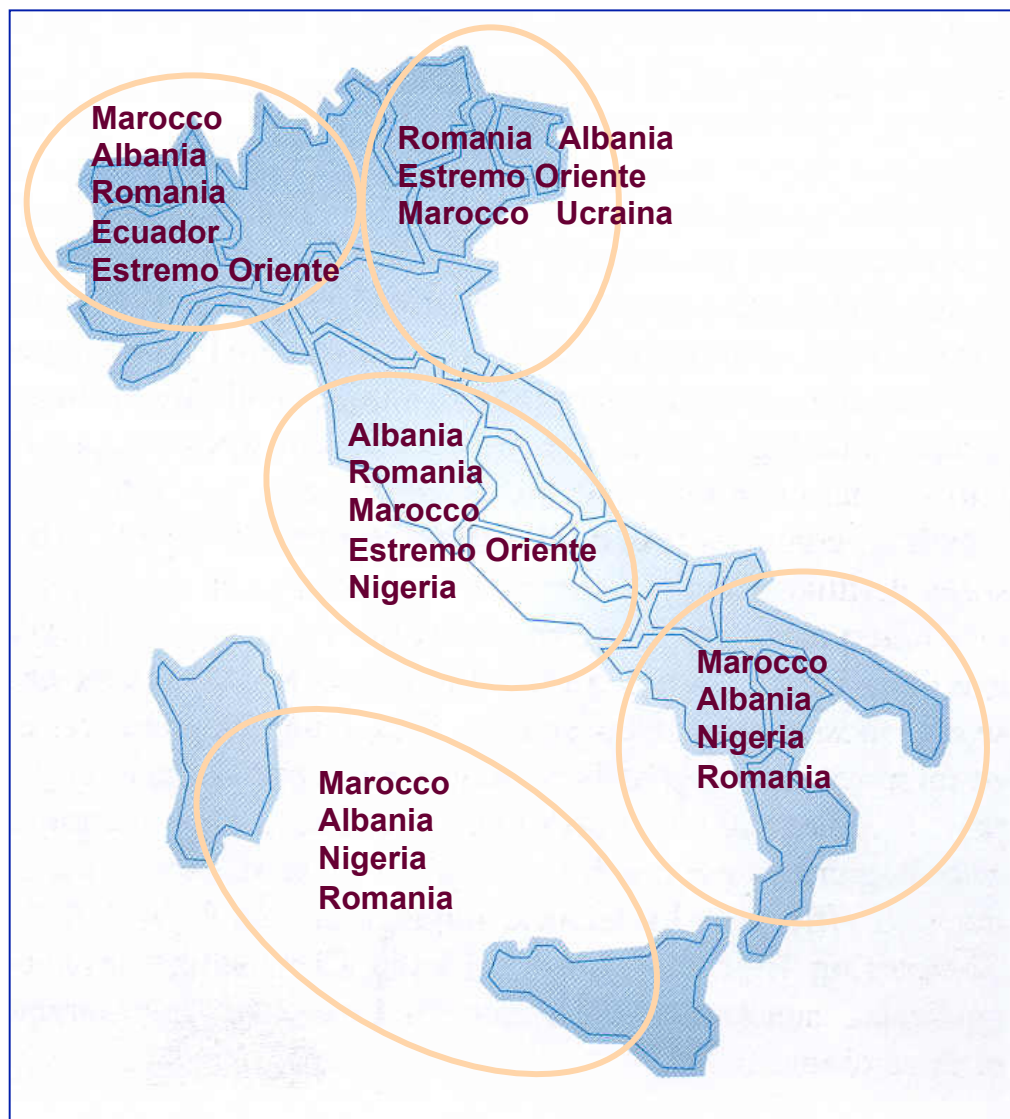 Marocco
Albania
Romania
Ecuador
Estremo Oriente
Romania Albania
Estremo Oriente
Marocco Ucraina
Albania
Romania
Marocco
Estremo Oriente
Nigeria
Marocco
Albania
Nigeria
Romania
Marocco
Albania
Nigeria
Romania